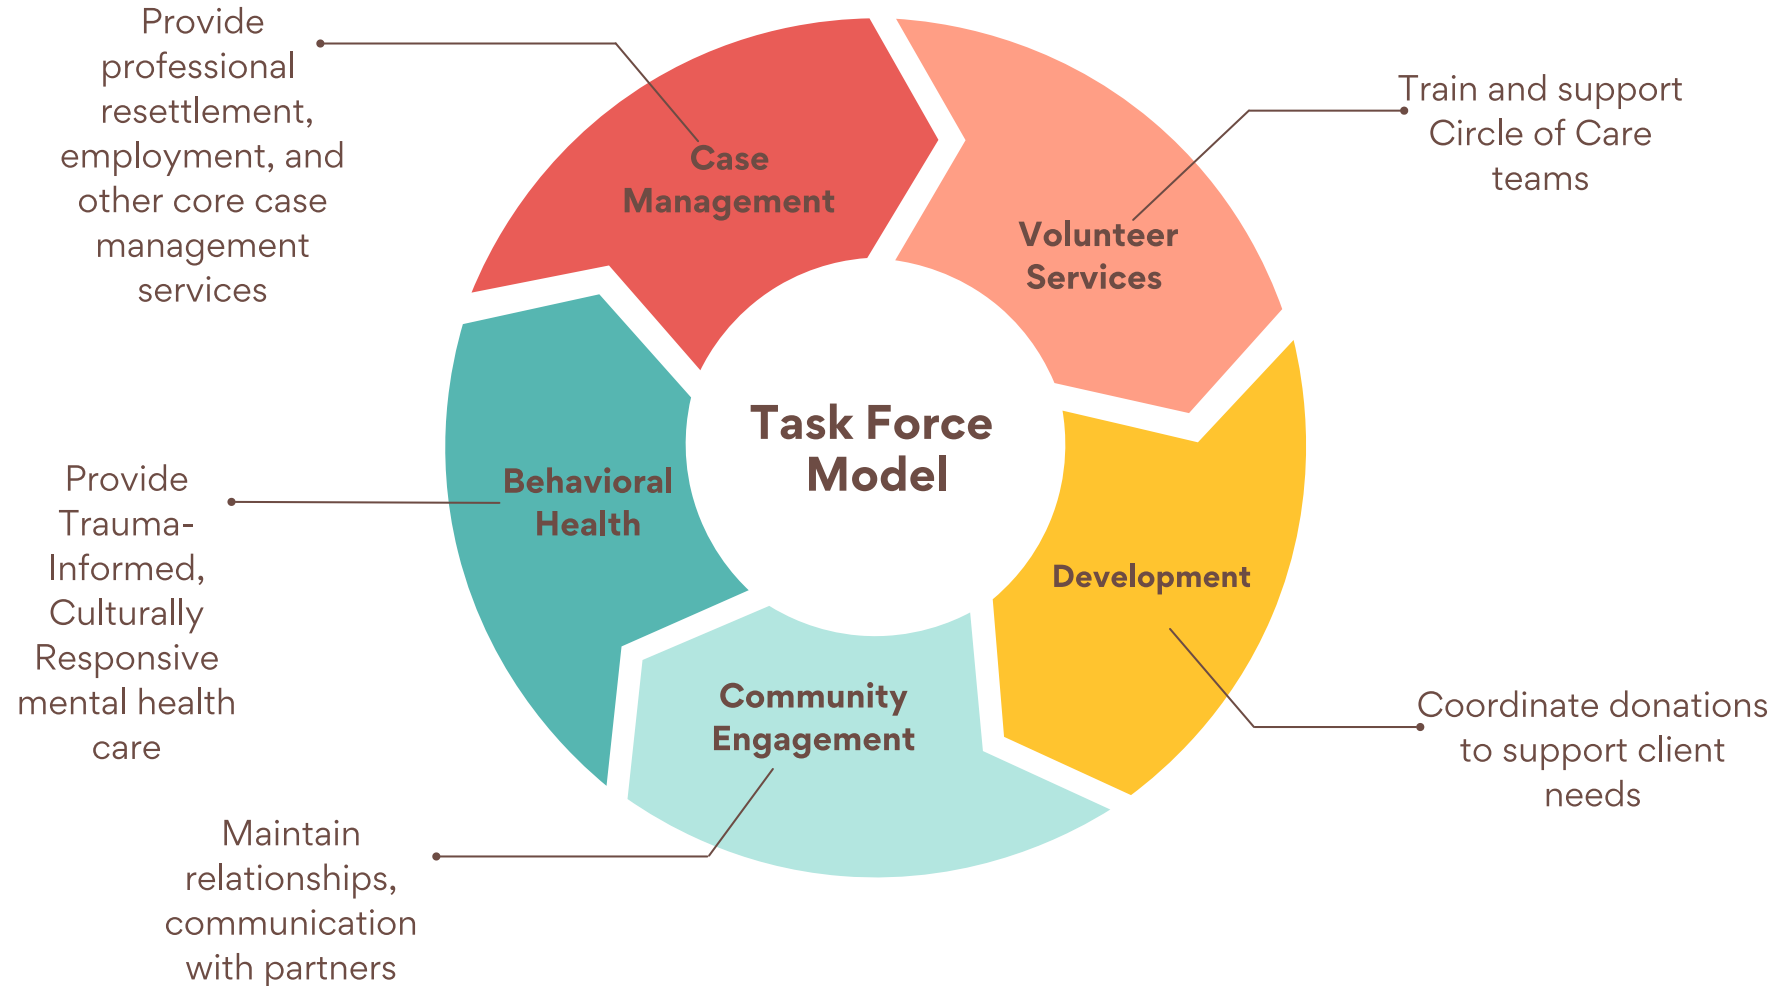 Provide
professional
resettlement,
employment, and
other core case
management
services
Case
Management
Train and support
Circle of Care
teams
Volunteer
Services
Task Force
Model
Behavioral
Health
Provide
Trauma-
Informed,
Culturally
Responsive
mental health
care
Development
Coordinate donations
to support client
needs
Community
Engagement
Maintain
relationships,
communication
with partners